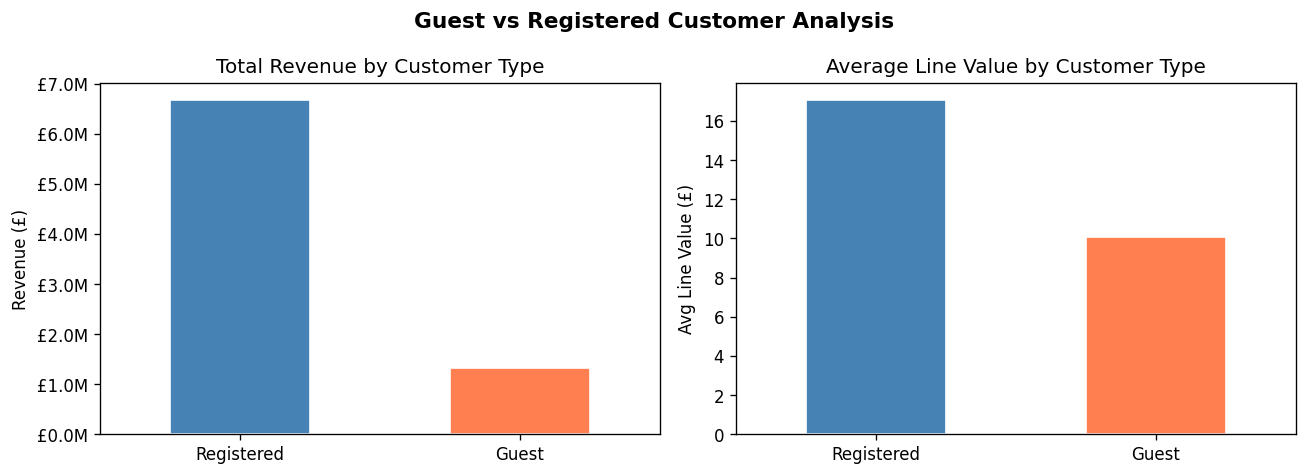 Guest vs Registered Customer Analysis
Total Revenue by Customer Type
£7.0M
£6.0M
£5.0M
£4.0M
£3.0M
£2.0M
£1.0M
£0.0M
Revenue (£)
Registered
Guest
Average Line Value by Customer Type
16
14
12
10
8
6
4
2
0
Avg Line Value (£)
Registered
Guest